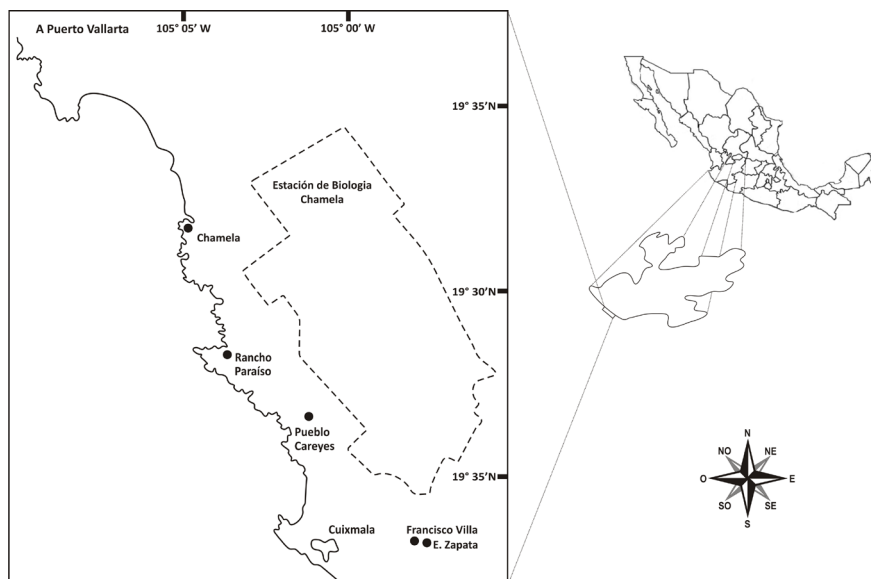 A Puerto Vallarta
105° 05’ W
105° 00’ W
19° 35’N
Estación de Biologia
Chamela
Chamela
19° 30’N
Rancho
Paraíso
Pueblo
Careyes
19° 35’N
Cuixmala
Francisco Villa
E. Zapata
N
NO
NE
O
E
SO
SE
S